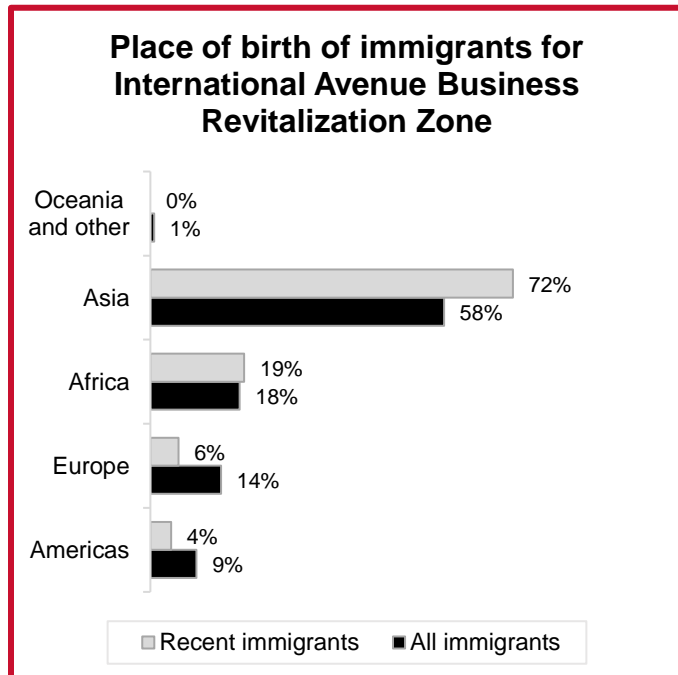 Place of birth of immigrants for
International Avenue Business
Revitalization Zone
Oceania
and other
0%
1%
Asia
72%
58%
Africa
19%
18%
Europe
6%
14%
Americas
4%
9%
Recent immigrants All immigrants